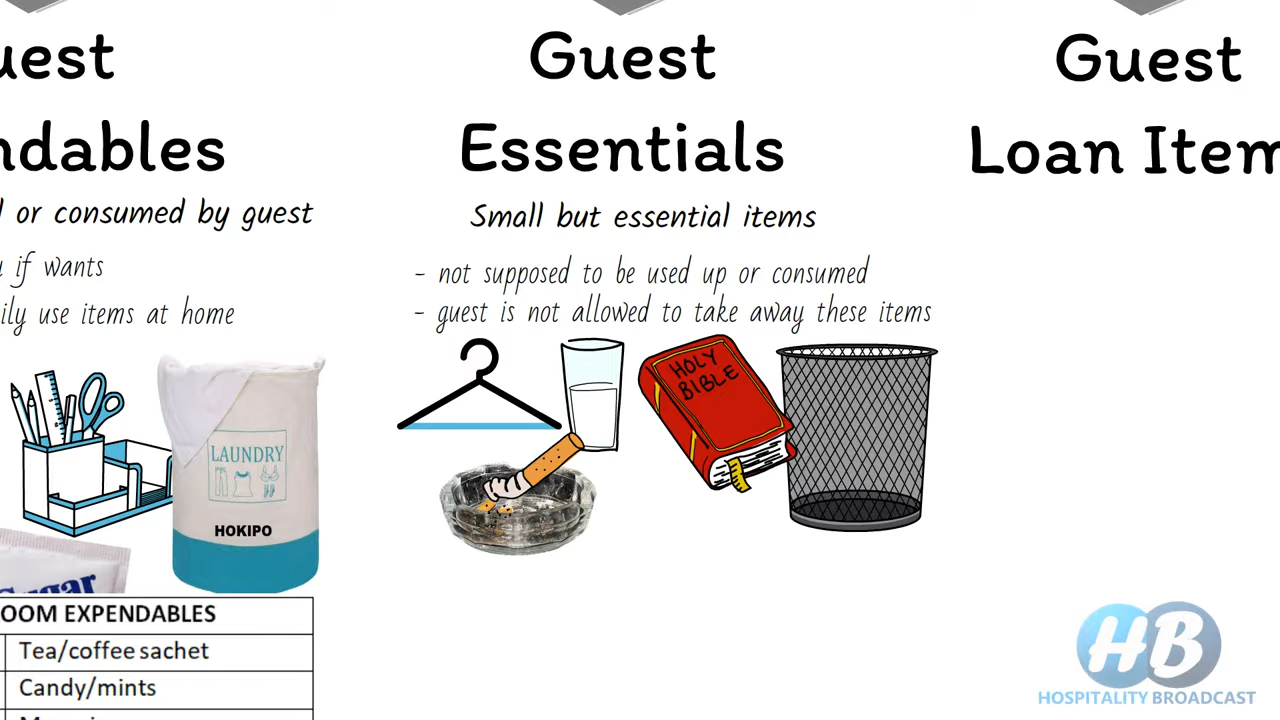 uest
ndables
l or consumed by guest
if wants
ily use items at home
LAUNDRY
HOKIPO
Sugar
OOM EXPENDABLES
Tea/coffee sachet
Candy/mints
Guest
Essentials
Small but essential items
- not supposed to be used up or consumed
- guest is not allowed to take away these items
HOLY
BIBLE
Guest
Loan Item
HB
HOSPITALITY BROADCAST